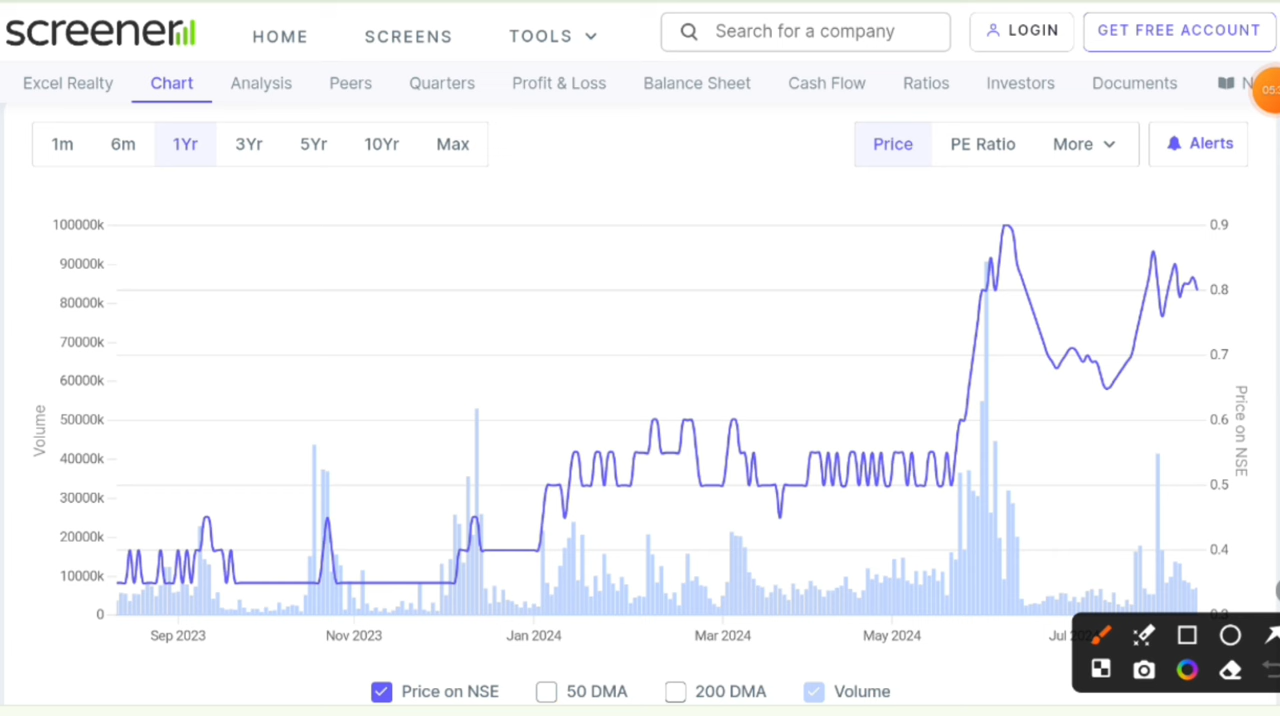 screener HOME SCREENS TOOLS Search for a company LOGIN GET FREE ACCOUNT
Excel Realty Chart Analysis Peers Quarters Profit & Loss Balance Sheet Cash Flow Ratios Investors Documents N
1m 6m 1Yr 3Yr 5Yr 10Yr Max Price PE Ratio More Alerts
100000k 0.9
90000k
80000k 0.8
70000k 0.7
60000k
50000k 0.6
40000k
30000k 0.5
20000k 0.4
10000k
0 0.3
Volume
Price on NSE
Sep 2023 Nov 2023 Jan 2024 Mar 2024 May 2024 Jul 2024
Price on NSE 50 DMA 200 DMA Volume